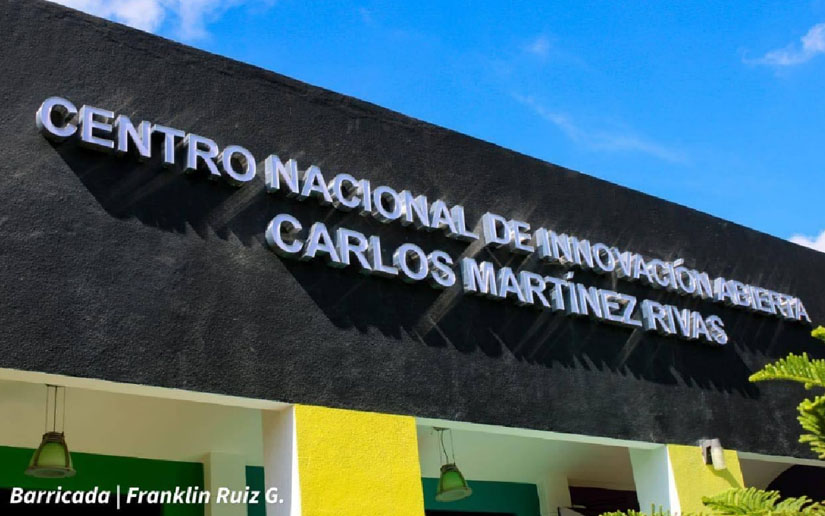 CENTRO NACIONAL DE INNOVACIÓN ABIERTA
CARLOS MARTÍNEZ RIVAS
Barricada | Franklin Ruiz G.